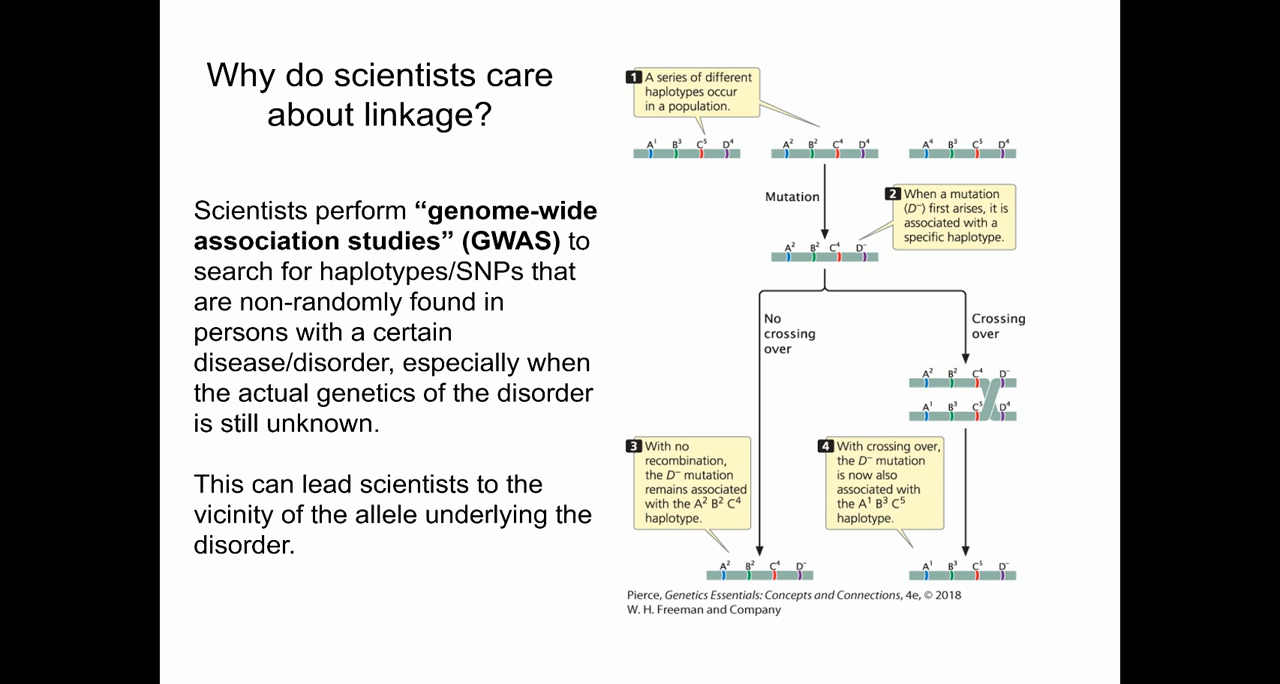 Why do scientists care
about linkage?
Scientists perform “genome-wide
association studies” (GWAS) to
search for haplotypes/SNPs that
are non-randomly found in
persons with a certain
disease/disorder, especially when
the actual genetics of the disorder
is still unknown.
This can lead scientists to the
vicinity of the allele underlying the
disorder.
1 A series of different
haplotypes occur
in a population.
A¹ B³ C⁵ D⁴
A² B² C⁴ D⁴
A⁴ B³ C⁵ D⁴
Mutation
2 When a mutation
(D⁻) first arises, it is
associated with a
specific haplotype.
A² B² C⁴ D⁻
No
crossing
over
Crossing
over
A² B² C⁴ D⁻
A¹ B³ C⁵ D⁴
3 With no
recombination,
the D⁻ mutation
remains associated
with the A² B² C⁴
haplotype.
4 With crossing over,
the D⁻ mutation
is now also
associated with
the A¹ B³ C⁵
haplotype.
A² B² C⁴ D⁻
A¹ B³ C⁵ D⁻
Pierce, Genetics Essentials: Concepts and Connections, 4e, © 2018
W. H. Freeman and Company